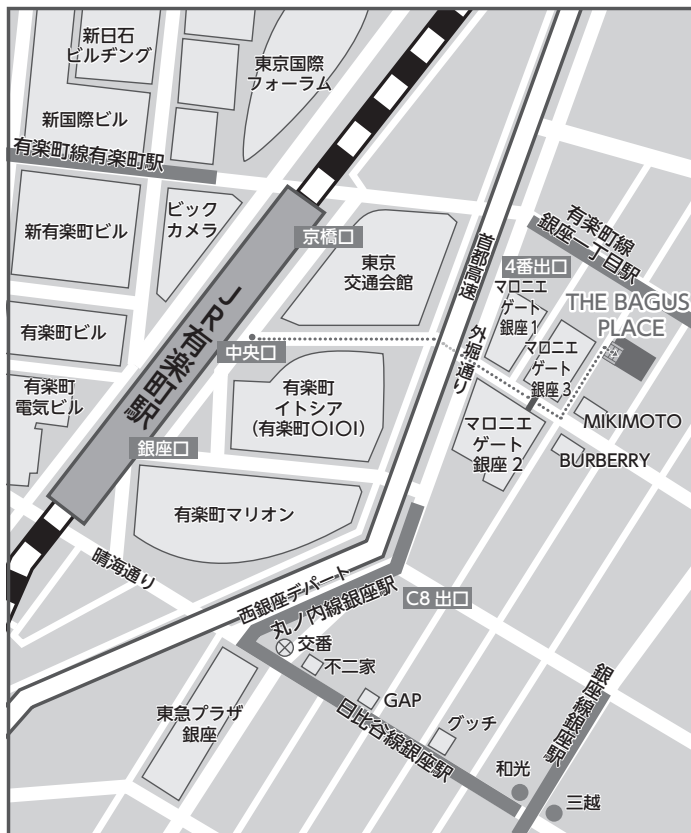 新日石
ビルヂング
東京国際
フォーラム
新国際ビル
有楽町線有楽町駅
新有楽町ビル
ビック
カメラ
京橋口
東京
交通会館
首都高速
有楽町線
銀座一丁目駅
4番出口
マロニエ
ゲート
銀座1
THE BAGUS
PLACE
有楽町ビル
JR有楽町駅
中央口
外堀通り
マロニエ
ゲート
銀座3
有楽町
電気ビル
有楽町
イトシア
(有楽町OIOI)
マロニエ
ゲート
銀座2
MIKIMOTO
銀座口
BURBERRY
有楽町マリオン
晴海通り
西銀座デパート
丸ノ内線銀座駅
C8 出口
交番
不二家
GAP
東急プラザ
銀座
日比谷線銀座駅
グッチ
銀座線銀座駅
和光
三越